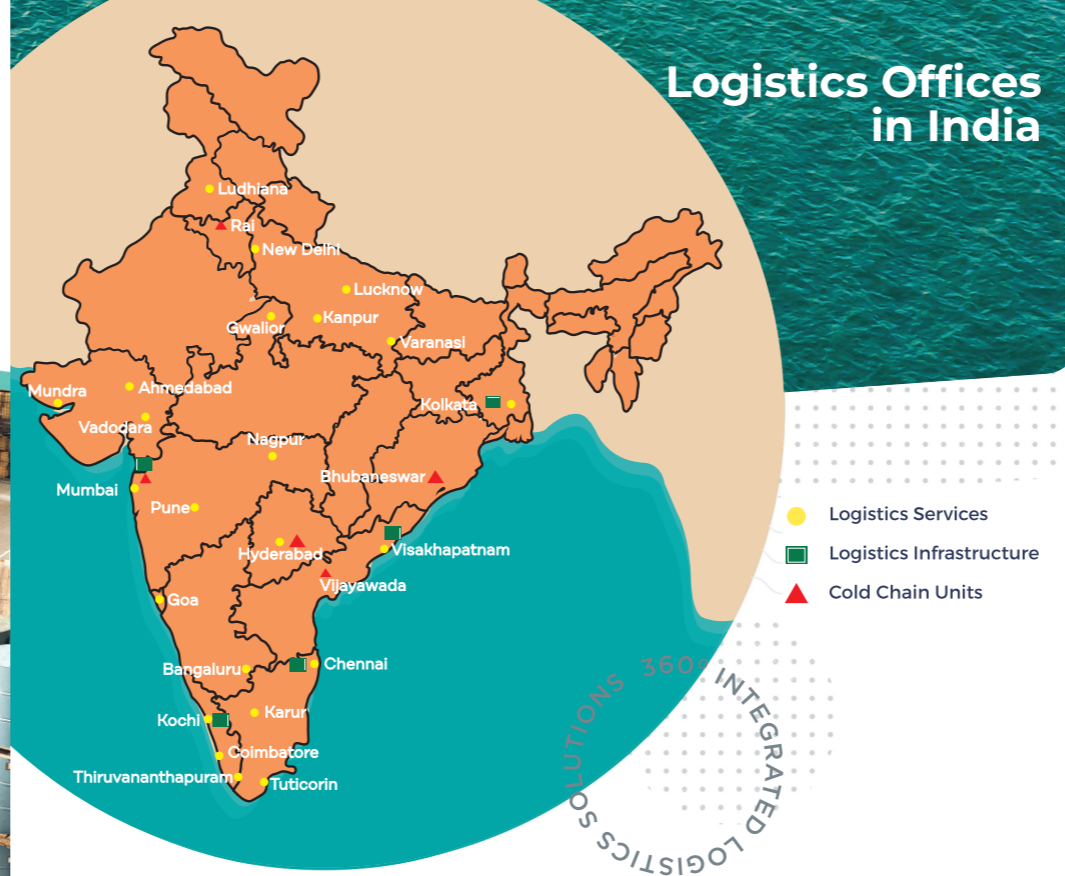 Logistics Offices
in India
Ludhiana
Rai
New Delhi
Lucknow
Gwalior
Kanpur
Varanasi
Mundra
Ahmedabad
Vadodara
Kolkata
Nagpur
Bhubaneswar
Mumbai
Pune
Hyderabad
Visakhapatnam
Vijayawada
Goa
Bangaluru
Chennai
Kochi
Karur
Coimbatore
Thiruvananthapuram
Tuticorin
Logistics Services
Logistics Infrastructure
Cold Chain Units
360° INTEGRATED LOGISTICS SOLUTIONS